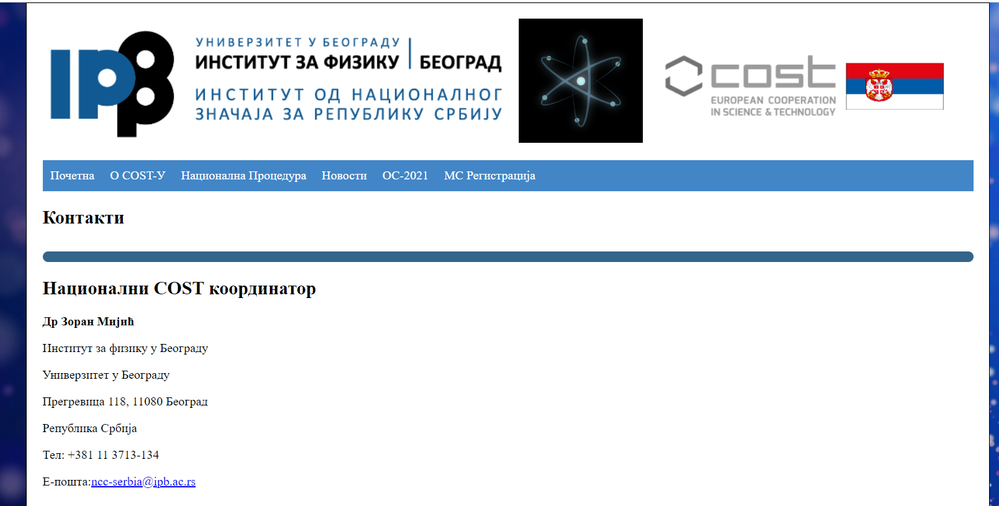 УНИВЕРЗИТЕТ У БЕОГРАДУ
ИНСТИТУТ ЗА ФИЗИКУ | БЕОГРАД
ИНСТИТУТ ОД НАЦИОНАЛНОГ
ЗНАЧАЈА ЗА РЕПУБЛИКУ СРБИЈУ
cost
EUROPEAN COOPERATION
IN SCIENCE & TECHNOLOGY
Почетна О COST-У Национална Процедура Новости ОС-2021 МС Регистрација
Контакти
Национални COST координатор
Др Зоран Мијић
Институт за физику у Београду
Универзитет у Београду
Прегревица 118, 11080 Београд
Република Србија
Тел: +381 11 3713-134
Е-пошта:ncc-serbia@ipb.ac.rs